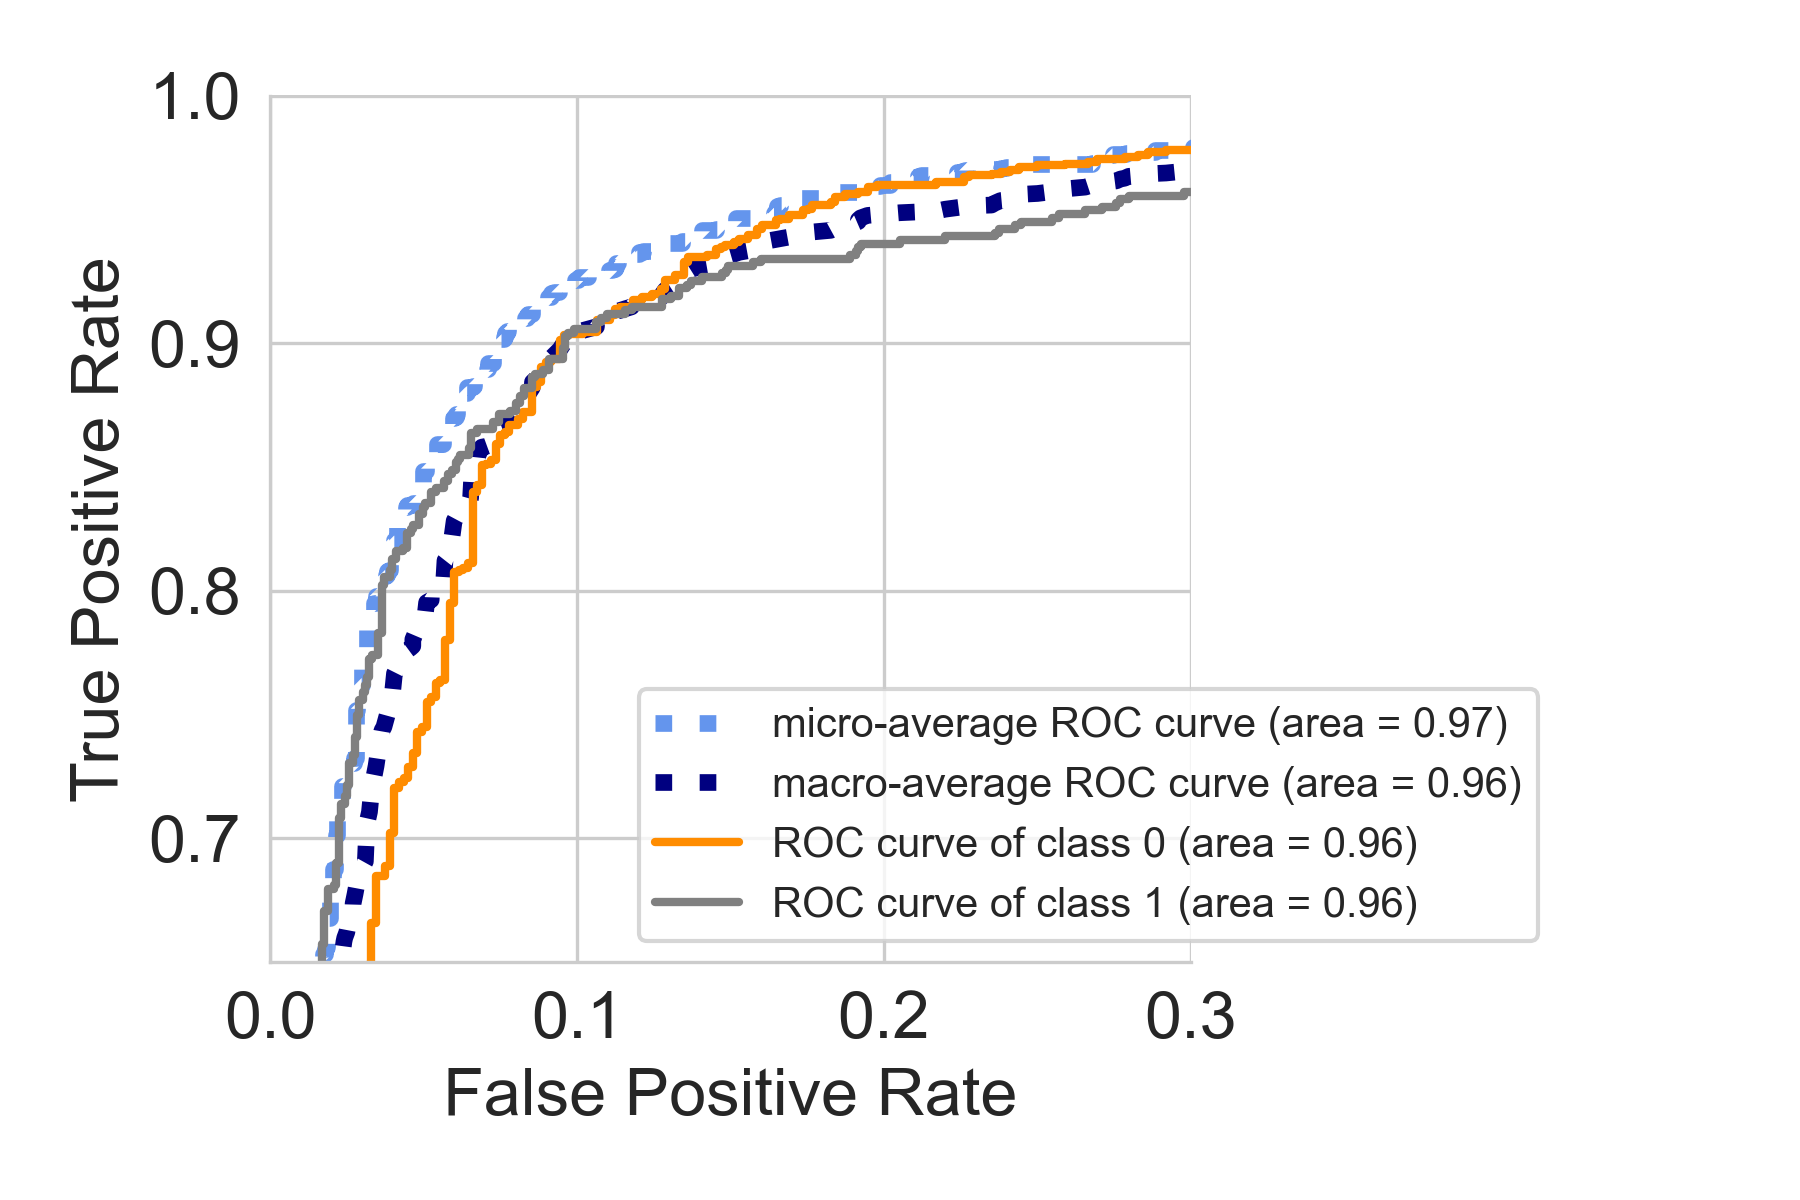 1.0
0.9
0.8
0.7
True Positive Rate
micro-average ROC curve (area = 0.97)
macro-average ROC curve (area = 0.96)
ROC curve of class 0 (area = 0.96)
ROC curve of class 1 (area = 0.96)
0.0 0.1 0.2 0.3
False Positive Rate